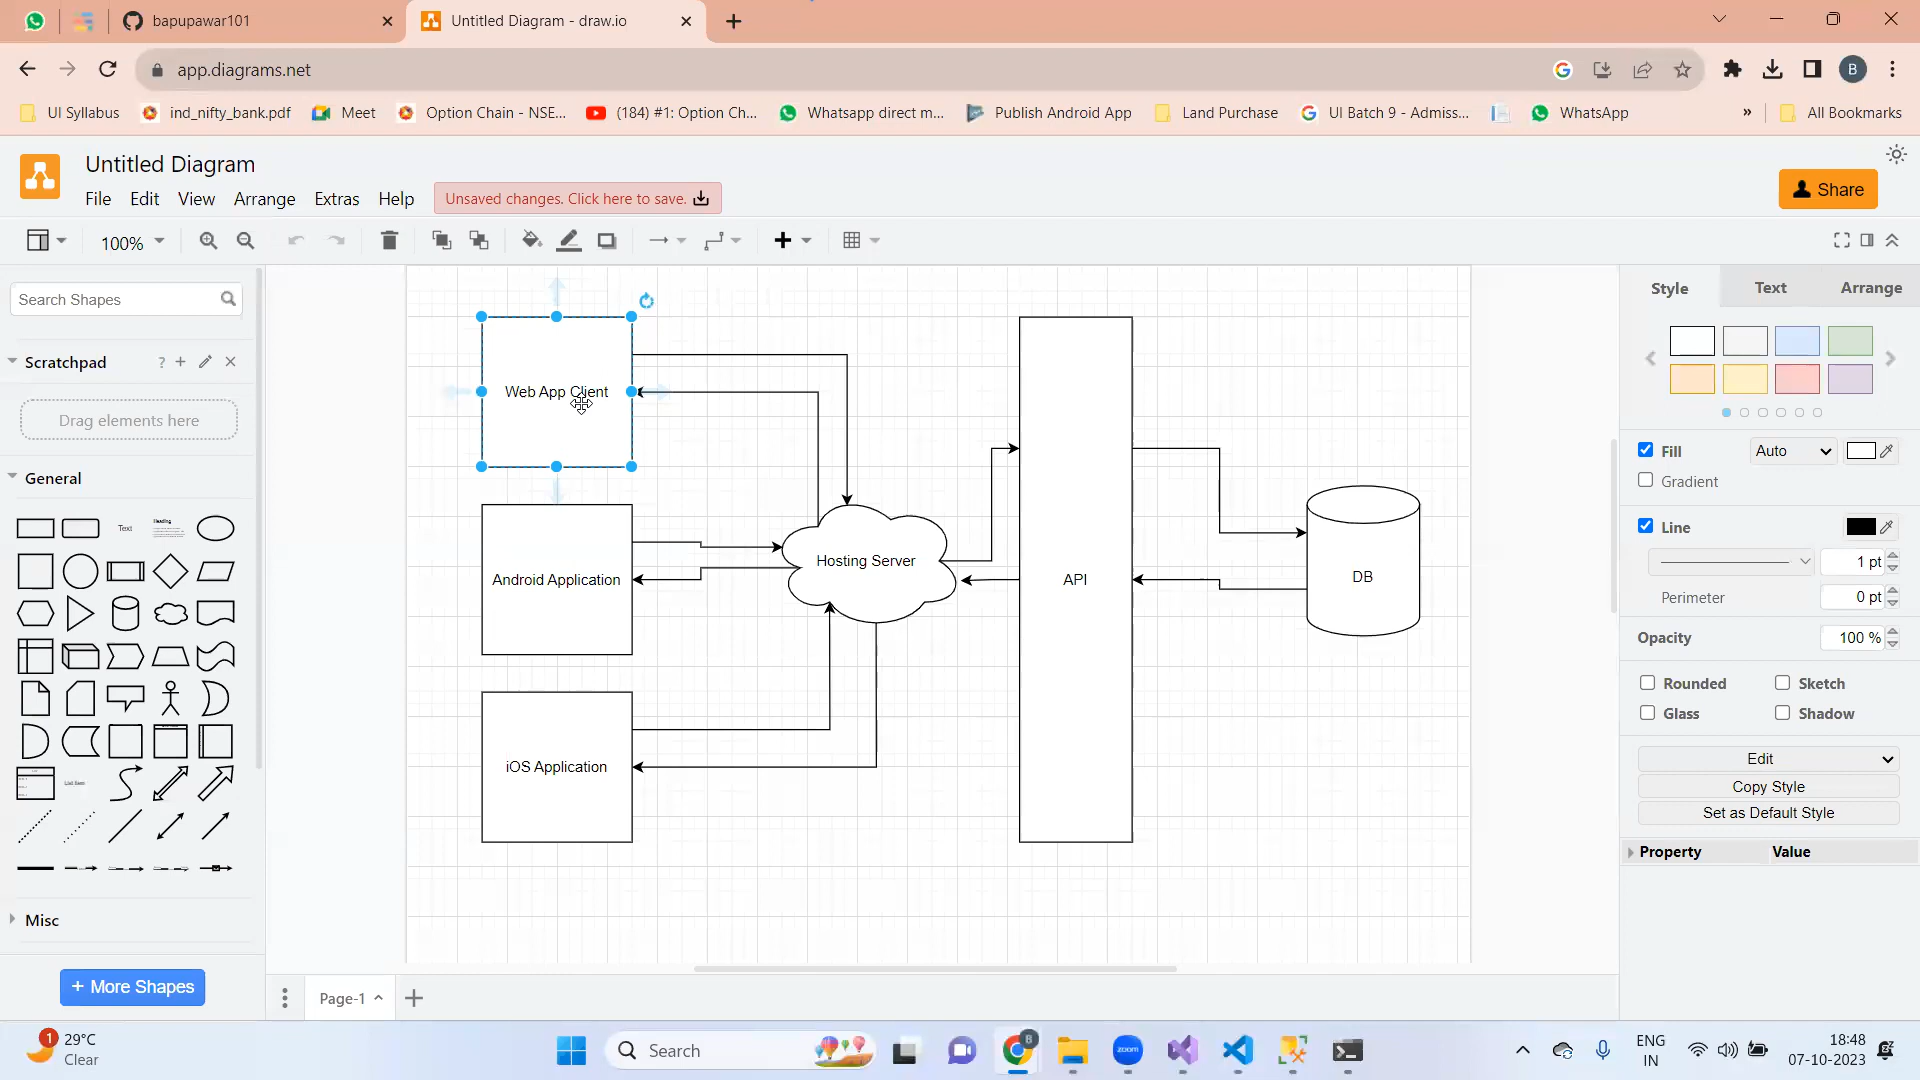 bapupawar101
Untitled Diagram - draw.io
app.diagrams.net
B
UI Syllabus
ind_nifty_bank.pdf
Meet
Option Chain - NSE...
(184) #1: Option Ch...
Whatsapp direct m...
Publish Android App
Land Purchase
UI Batch 9 - Admiss...
WhatsApp
»
All Bookmarks
Untitled Diagram
File
Edit
View
Arrange
Extras
Help
Unsaved changes. Click here to save.
Share
100%
Search Shapes
Scratchpad
?
Drag elements here
General
Text
Heading
List Item
Misc
+ More Shapes
Web App Client
Android Application
iOS Application
Hosting Server
API
DB
Page-1
Style
Text
Arrange
Fill
Auto
Gradient
Line
1 pt
Perimeter
0 pt
Opacity
100 %
Rounded
Sketch
Glass
Shadow
Edit
Copy Style
Set as Default Style
Property
Value
1
29°C
Clear
Search
B
zoom
ENG
IN
18:48
07-10-2023